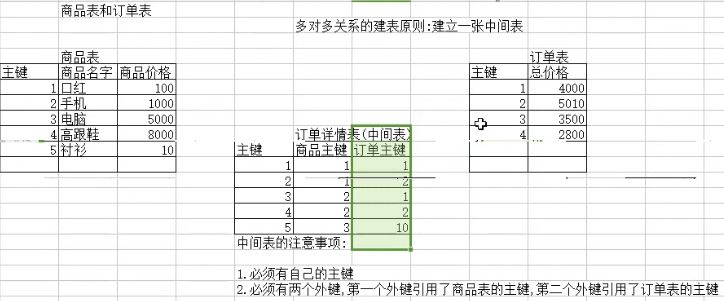 商品表和订单表
多对多关系的建表原则:建立一张中间表
商品表
主键 商品名字 商品价格
1 口红 100
2 手机 1000
3 电脑 5000
4 高跟鞋 8000
5 衬衫 10
订单表
主键 总价格
1 4000
2 5010
3 3500
4 2800
订单详情表(中间表)
主键 商品主键 订单主键
1 1 1
2 1 2
3 2 1
4 2 2
5 3 10
中间表的注意事项:
1.必须有自己的主键
2.必须有两个外键,第一个外键引用了商品表的主键,第二个外键引用了订单表的主键